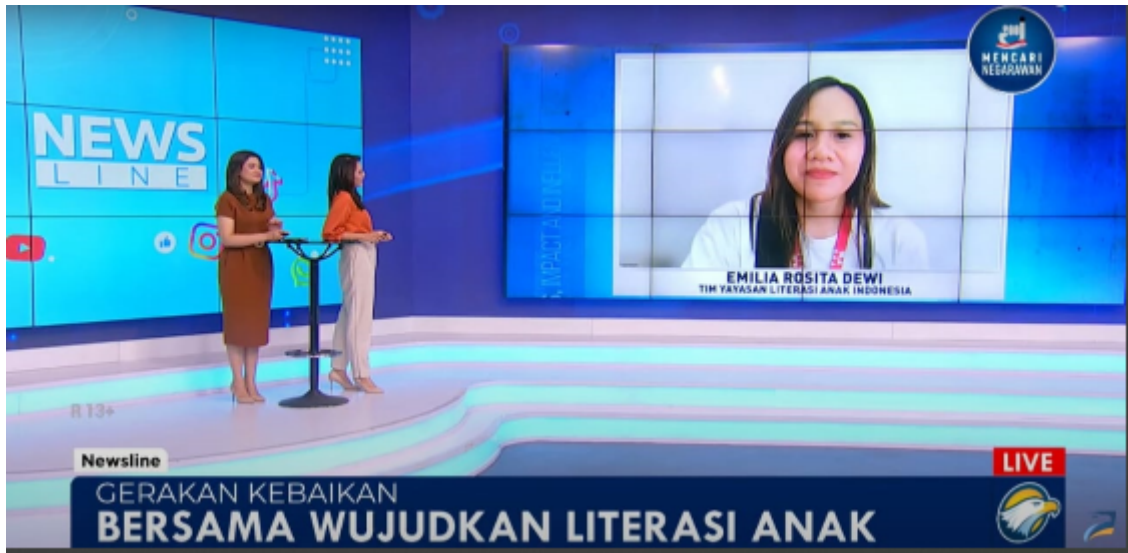 MENCARI
NEGARAWAN
NEWS
LINE
EMILIA ROSITA DEWI
TIM YAYASAN LITERASI ANAK INDONESIA
R 13+
Newsline
LIVE
GERAKAN KEBAIKAN
BERSAMA WUJUDKAN LITERASI ANAK